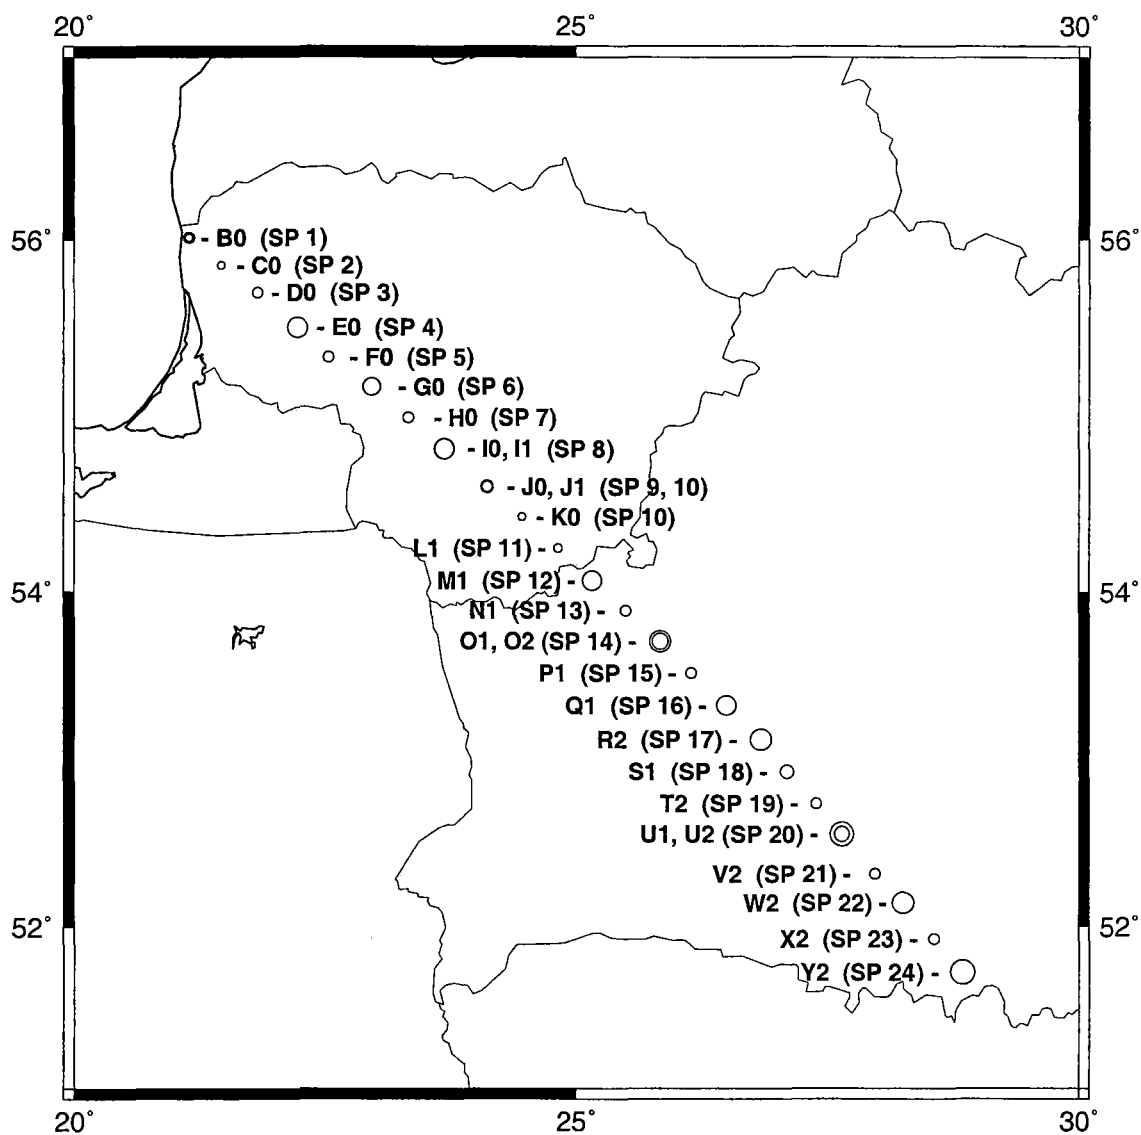 20° 25° 30°
56° 56°
- B0 (SP 1)
- C0 (SP 2)
- D0 (SP 3)
- E0 (SP 4)
- F0 (SP 5)
- G0 (SP 6)
- H0 (SP 7)
- I0, I1 (SP 8)
- J0, J1 (SP 9, 10)
- K0 (SP 10)
L1 (SP 11) -
M1 (SP 12) -
54° 54°
N1 (SP 13) -
O1, O2 (SP 14) -
P1 (SP 15) -
Q1 (SP 16) -
R2 (SP 17) -
S1 (SP 18) -
T2 (SP 19) -
U1, U2 (SP 20) -
V2 (SP 21) -
W2 (SP 22) -
52° 52°
X2 (SP 23) -
Y2 (SP 24) -
20° 25° 30°